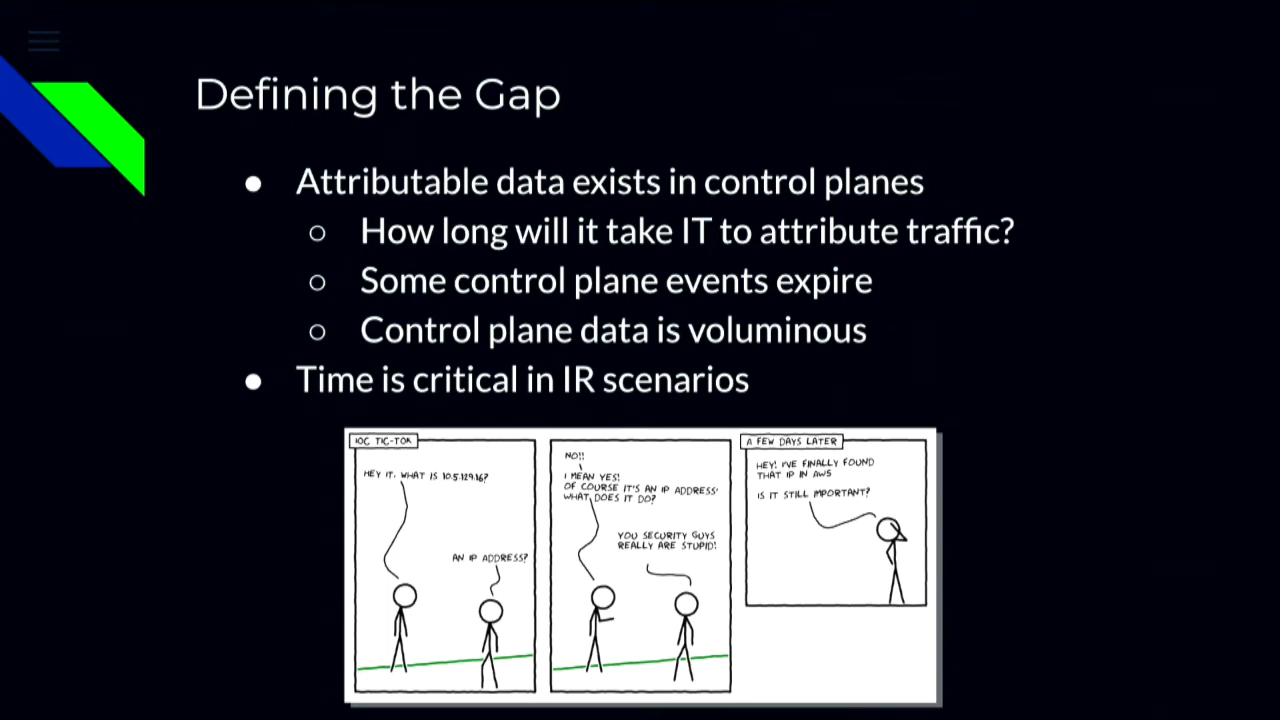 Defining the Gap
Attributable data exists in control planes
How long will it take IT to attribute traffic?
Some control plane events expire
Control plane data is voluminous
Time is critical in IR scenarios
IOC TIC-TOK
HEY IT, WHAT IS 10.5.129.16?
AN IP ADDRESS?
NO!!
I MEAN YES!
OF COURSE IT'S AN IP ADDRESS!
WHAT DOES IT DO?
YOU SECURITY GUYS
REALLY ARE STUPID!
A FEW DAYS LATER
HEY! I'VE FINALLY FOUND
THAT IP IN AWS
IS IT STILL IMPORTANT?